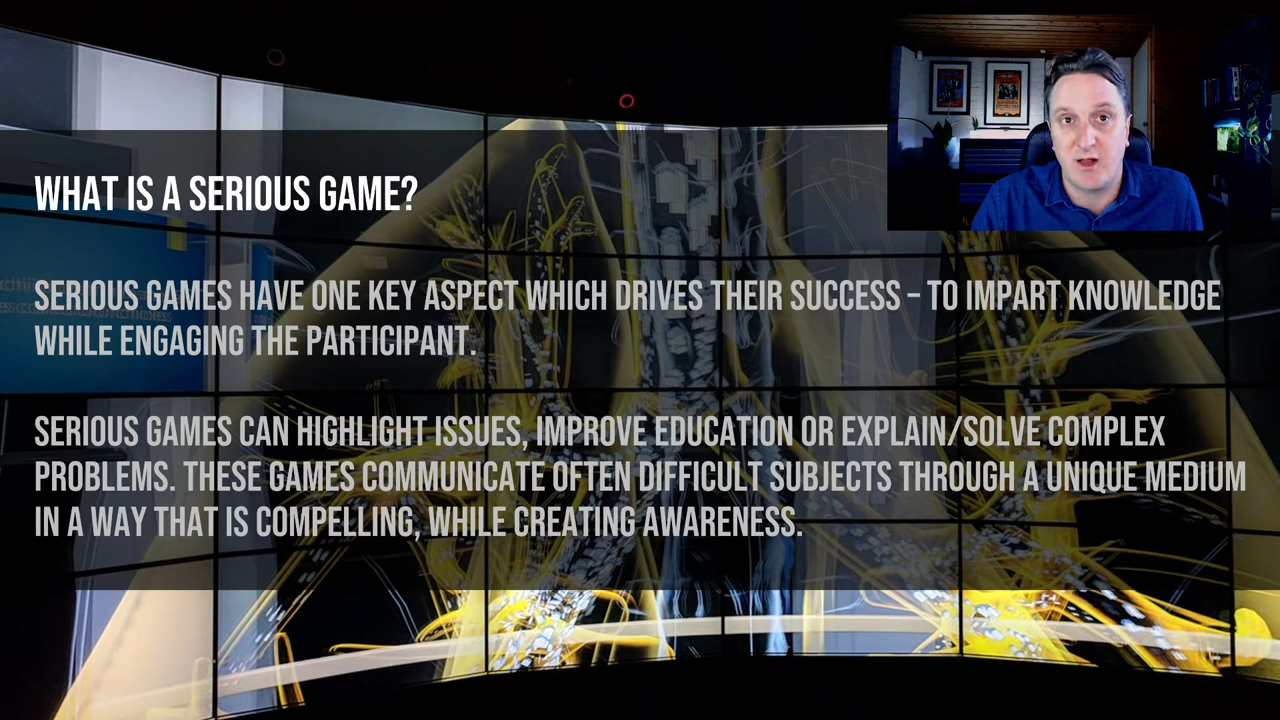 WHAT IS A SERIOUS GAME?
SERIOUS GAMES HAVE ONE KEY ASPECT WHICH DRIVES THEIR SUCCESS – TO IMPART KNOWLEDGE
WHILE ENGAGING THE PARTICIPANT.
SERIOUS GAMES CAN HIGHLIGHT ISSUES, IMPROVE EDUCATION OR EXPLAIN/SOLVE COMPLEX
PROBLEMS. THESE GAMES COMMUNICATE OFTEN DIFFICULT SUBJECTS THROUGH A UNIQUE MEDIUM
IN A WAY THAT IS COMPELLING, WHILE CREATING AWARENESS.